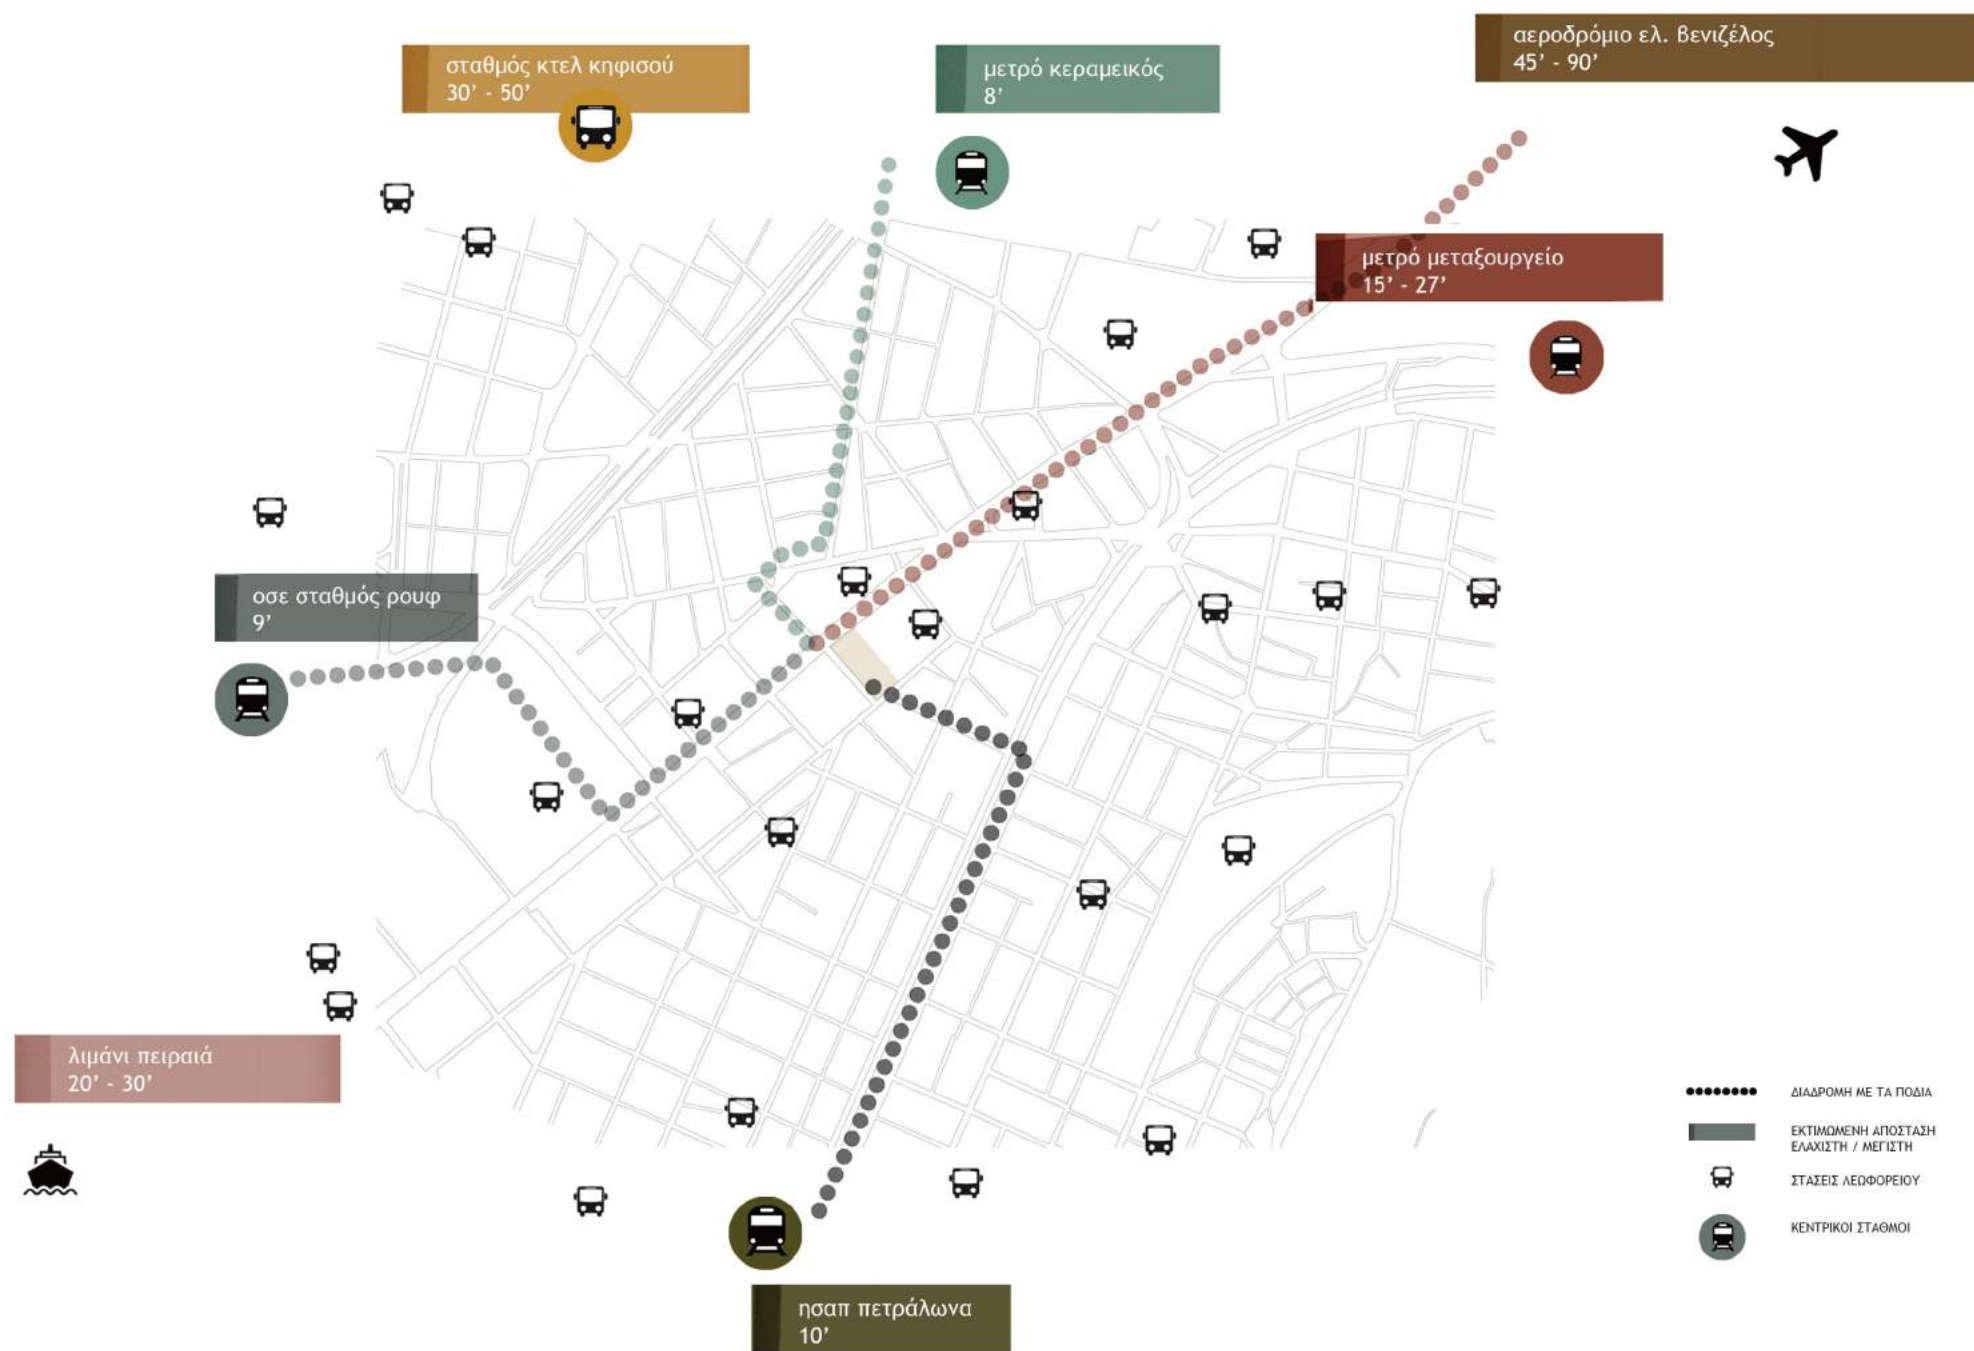 αεροδρόμιο ελ. βενιζέλος
45' - 90'
σταθμός κτελ κηφισού
30' - 50'
μετρό κεραμεικός
8'
μετρό μεταξουργείο
15' - 27'
οσε σταθμός ρουφ
9'
λιμάνι πειραιά
20' - 30'
ησαπ πετράλωνα
10'
ΔΙΑΔΡΟΜΗ ΜΕ ΤΑ ΠΟΔΙΑ
ΕΚΤΙΜΩΜΕΝΗ ΑΠΟΣΤΑΣΗ
ΕΛΑΧΙΣΤΗ / ΜΕΓΙΣΤΗ
ΣΤΑΣΕΙΣ ΛΕΩΦΟΡΕΙΟΥ
ΚΕΝΤΡΙΚΟΙ ΣΤΑΘΜΟΙ